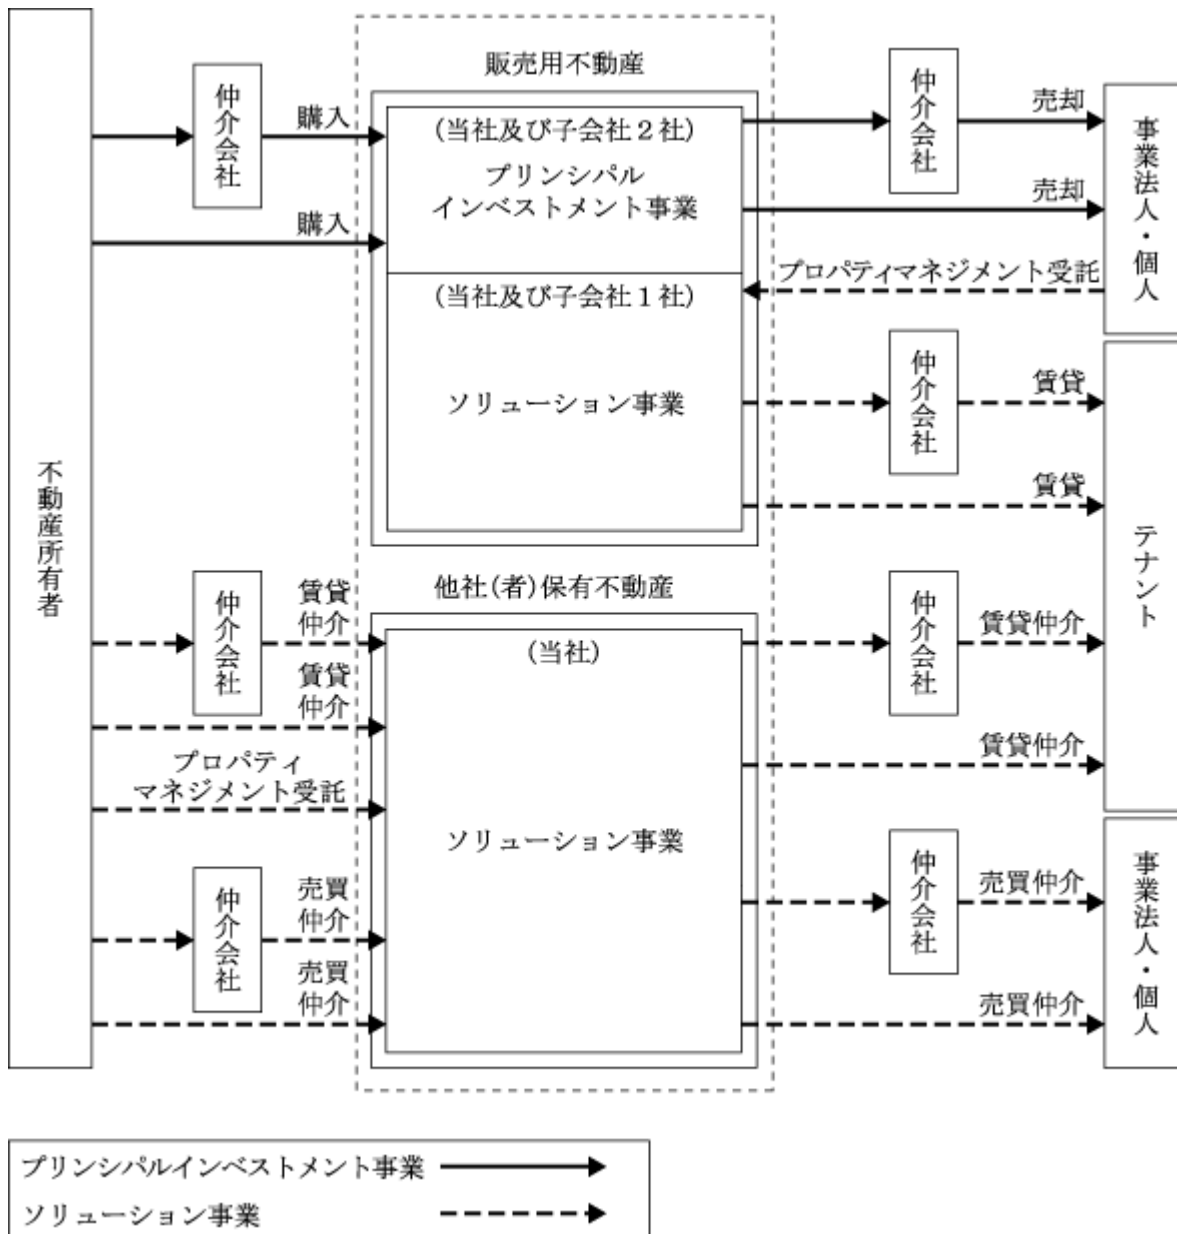 不動産所有者
仲介会社
購入
購入
仲介会社
賃貸
仲介
賃貸
仲介
プロパティ
マネジメント受託
仲介会社
売買
仲介
売買
仲介
販売用不動産
(当社及び子会社2社)
プリンシパル
インベストメント事業
(当社及び子会社1社)
ソリューション事業
他社(者)保有不動産
(当社)
ソリューション事業
仲介会社
売却
売却
プロパティマネジメント受託
仲介会社
賃貸
賃貸
仲介会社
賃貸仲介
賃貸仲介
仲介会社
売買仲介
売買仲介
事業法人・個人
テナント
事業法人・個人
プリンシパルインベストメント事業
ソリューション事業